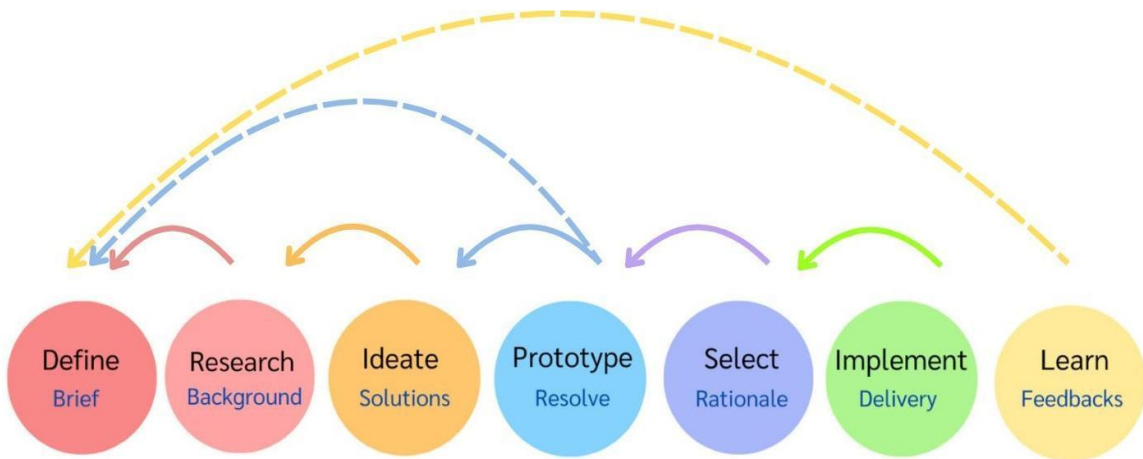 Define
Brief
Research
Background
Ideate
Solutions
Prototype
Resolve
Select
Rationale
Implement
Delivery
Learn
Feedbacks